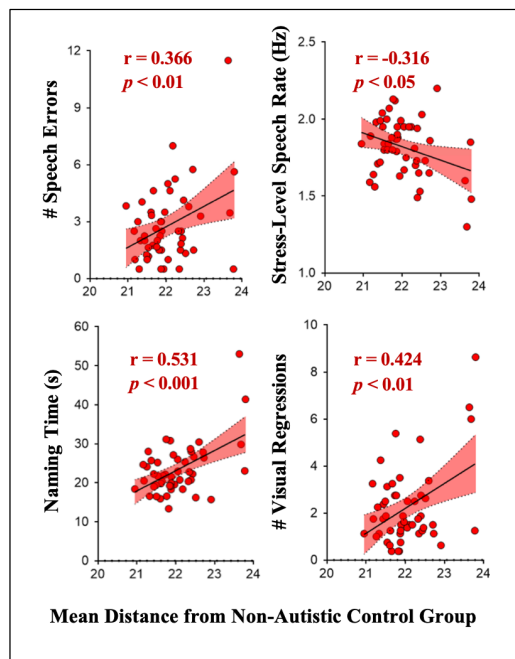 r = 0.366
p < 0.01
# Speech Errors
12
9
6
3
0
20 21 22 23 24
r = -0.316
p < 0.05
Stress-Level Speech Rate (Hz)
2.5
2.0
1.5
1.0
20 21 22 23 24
r = 0.531
p < 0.001
Naming Time (s)
60
50
40
30
20
10
0
20 21 22 23 24
r = 0.424
p < 0.01
# Visual Regressions
10
8
6
4
2
0
20 21 22 23 24
Mean Distance from Non-Autistic Control Group